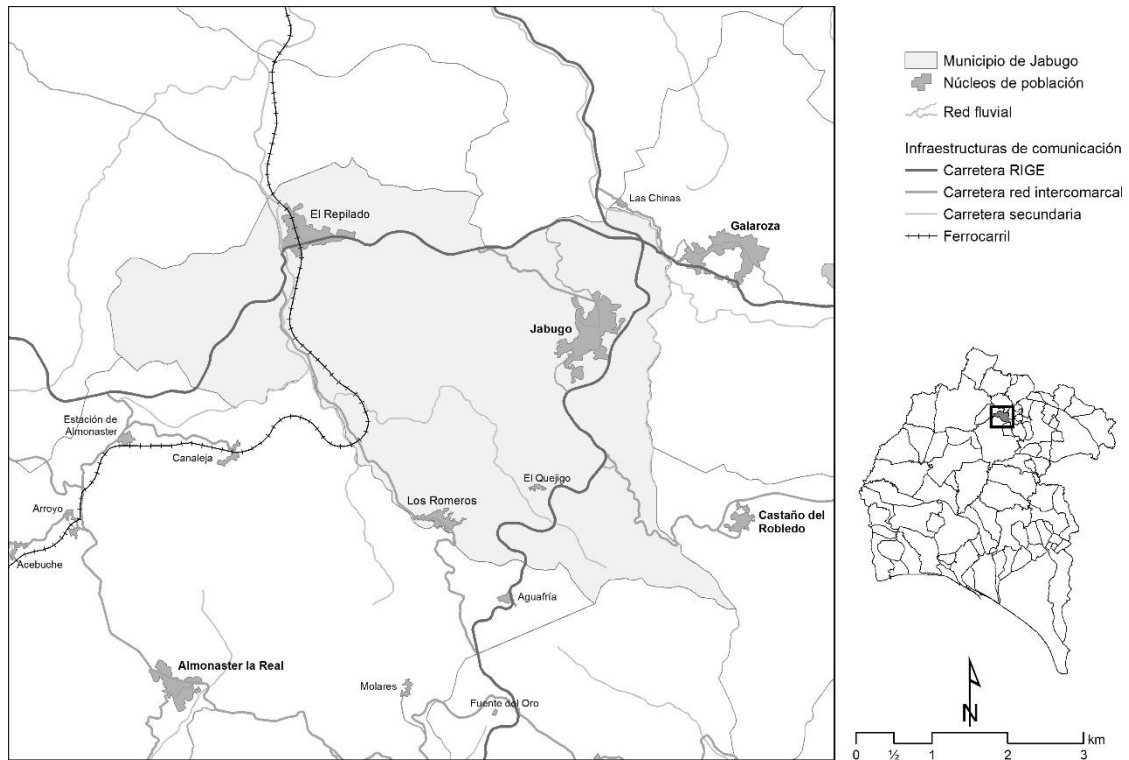 Municipio de Jabugo
Núcleos de población
Red fluvial
Infraestructuras de comunicación
Carretera RIGE
Carretera red intercomarcal
Carretera secundaria
Ferrocarril
Las Chinas
El Repilado
Galaroza
Jabugo
Estación de
Almonaster
Canaleja
El Quejigo
Los Romeros
Arroyo
Castaño del
Robledo
Acebuche
Aguafría
Almonaster la Real
Molares
Fuente del Oro
N
km
0 ½ 1 2 3